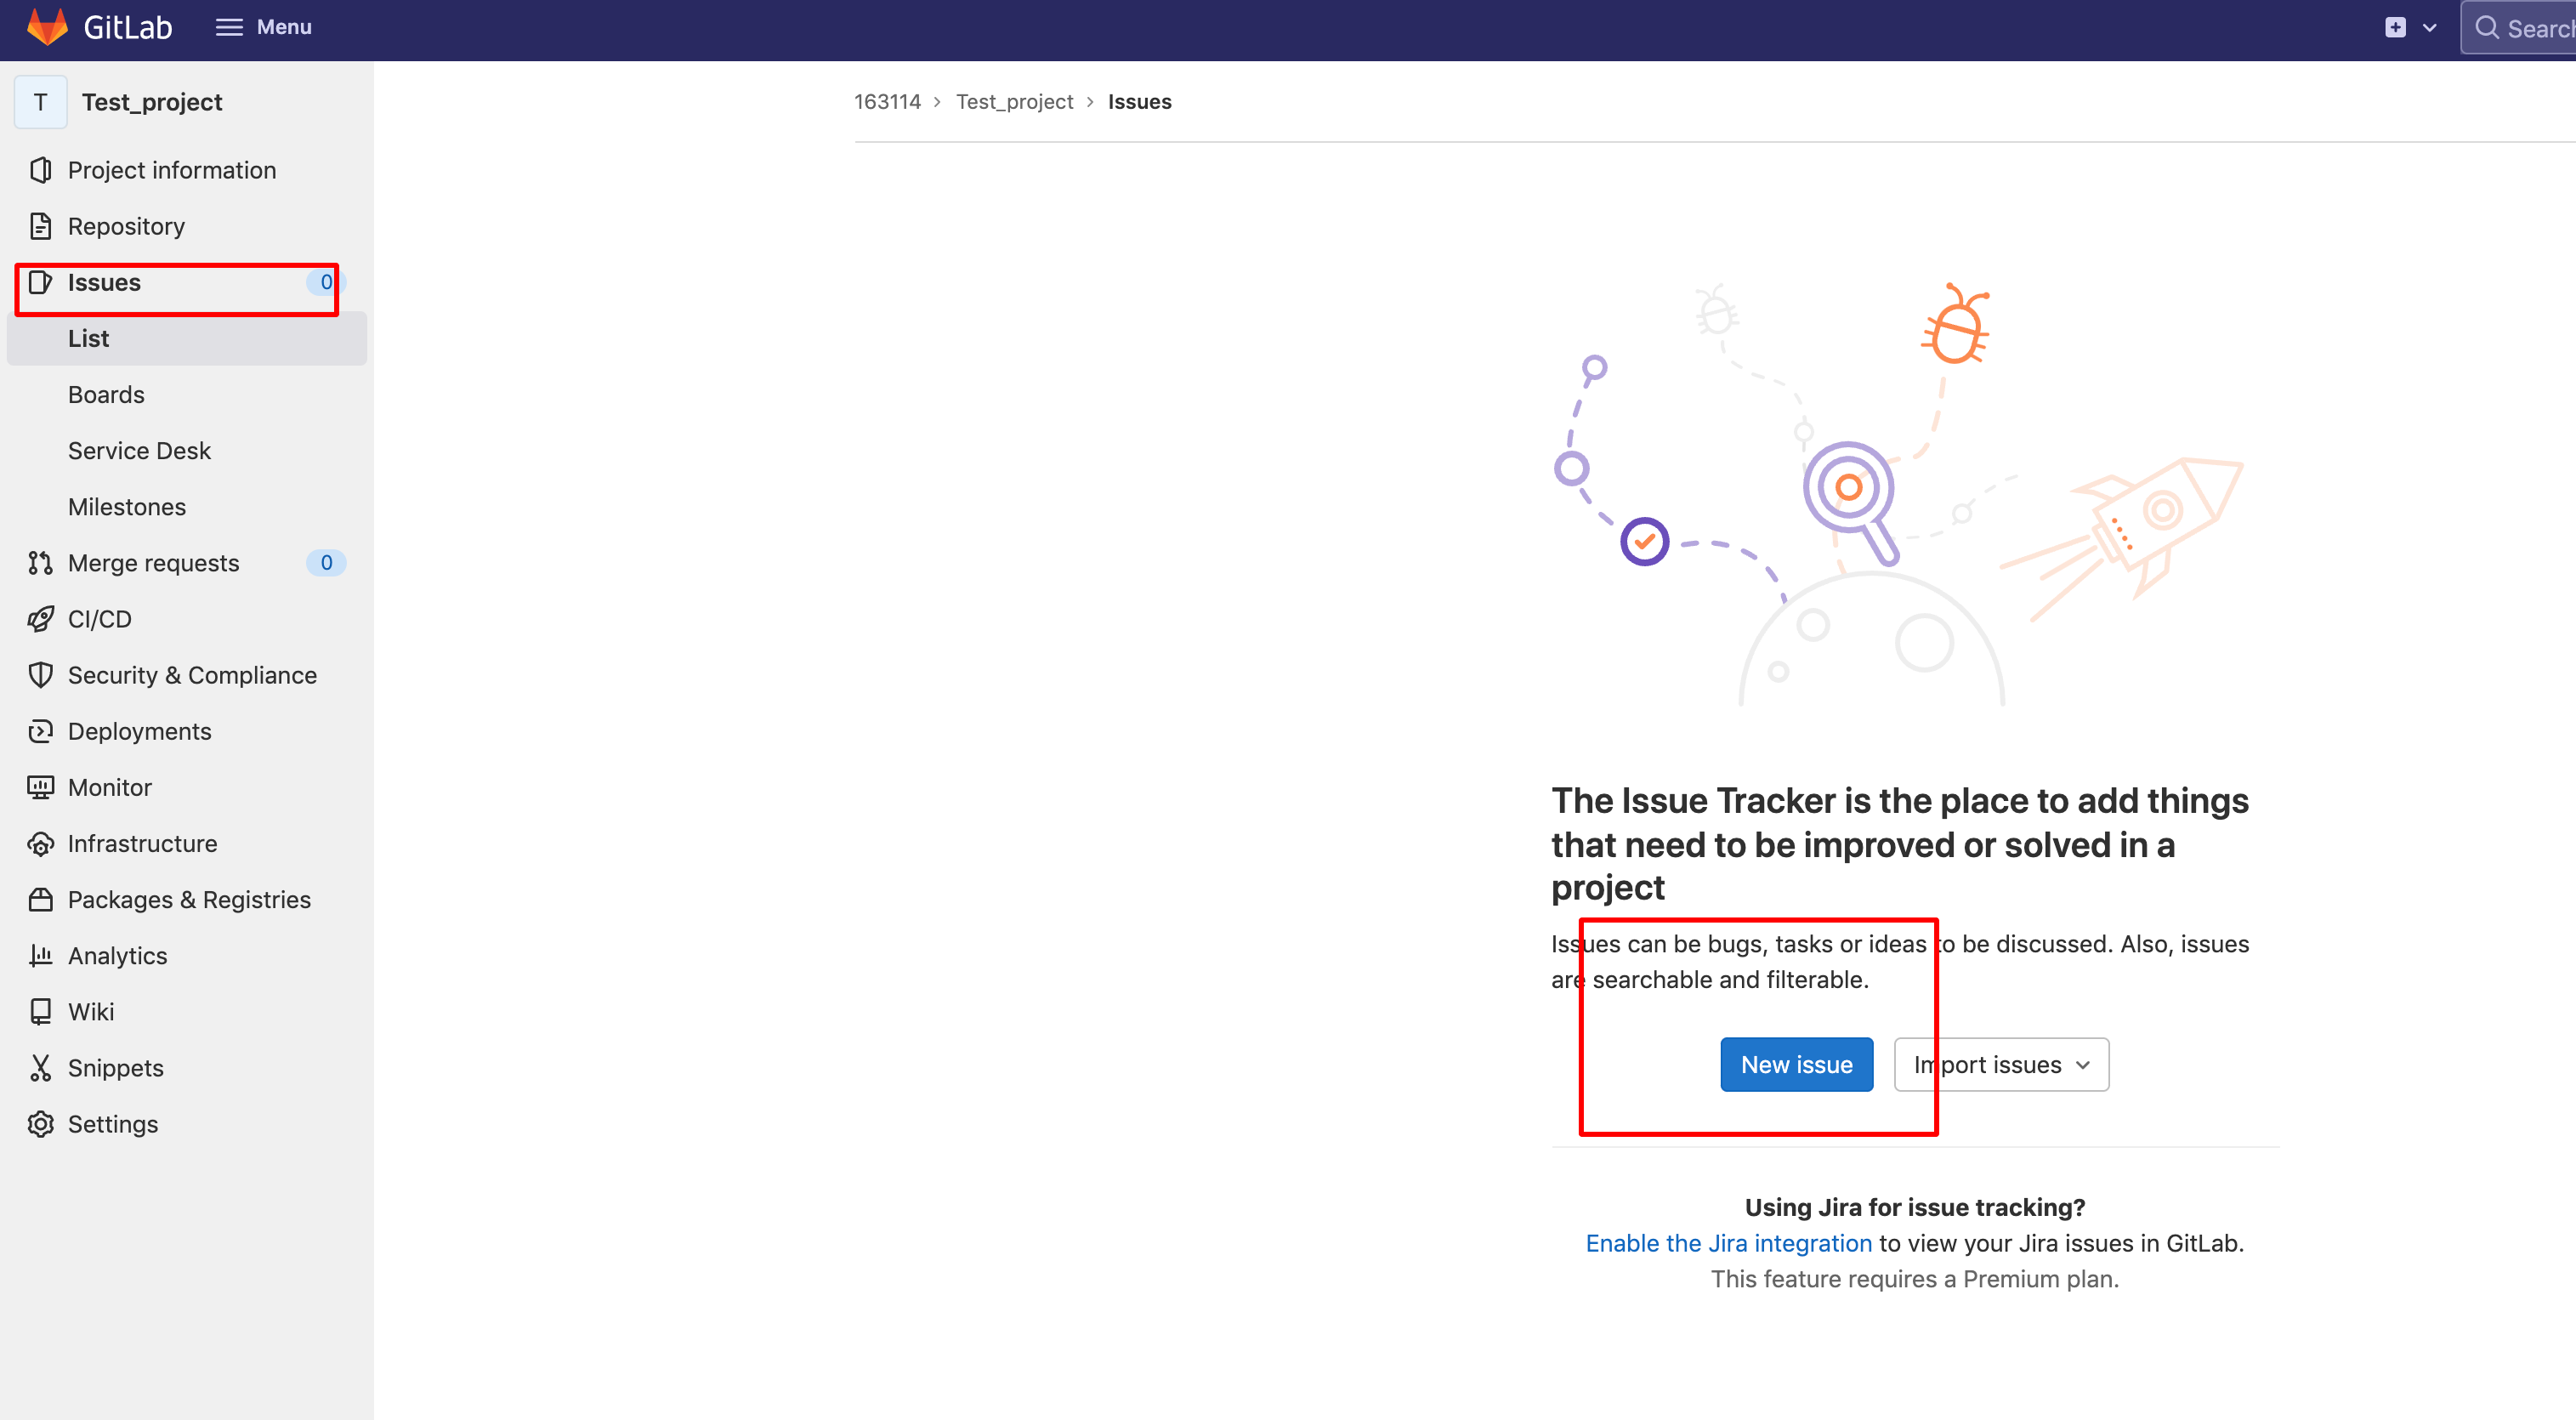 GitLab
Menu
Search
T
Test_project
Project information
Repository
Issues 0
List
Boards
Service Desk
Milestones
Merge requests 0
CI/CD
Security & Compliance
Deployments
Monitor
Infrastructure
Packages & Registries
Analytics
Wiki
Snippets
Settings
163114 > Test_project > Issues
The Issue Tracker is the place to add things
that need to be improved or solved in a
project
Issues can be bugs, tasks or ideas to be discussed. Also, issues
are searchable and filterable.
New issue
Import issues
Using Jira for issue tracking?
Enable the Jira integration to view your Jira issues in GitLab.
This feature requires a Premium plan.